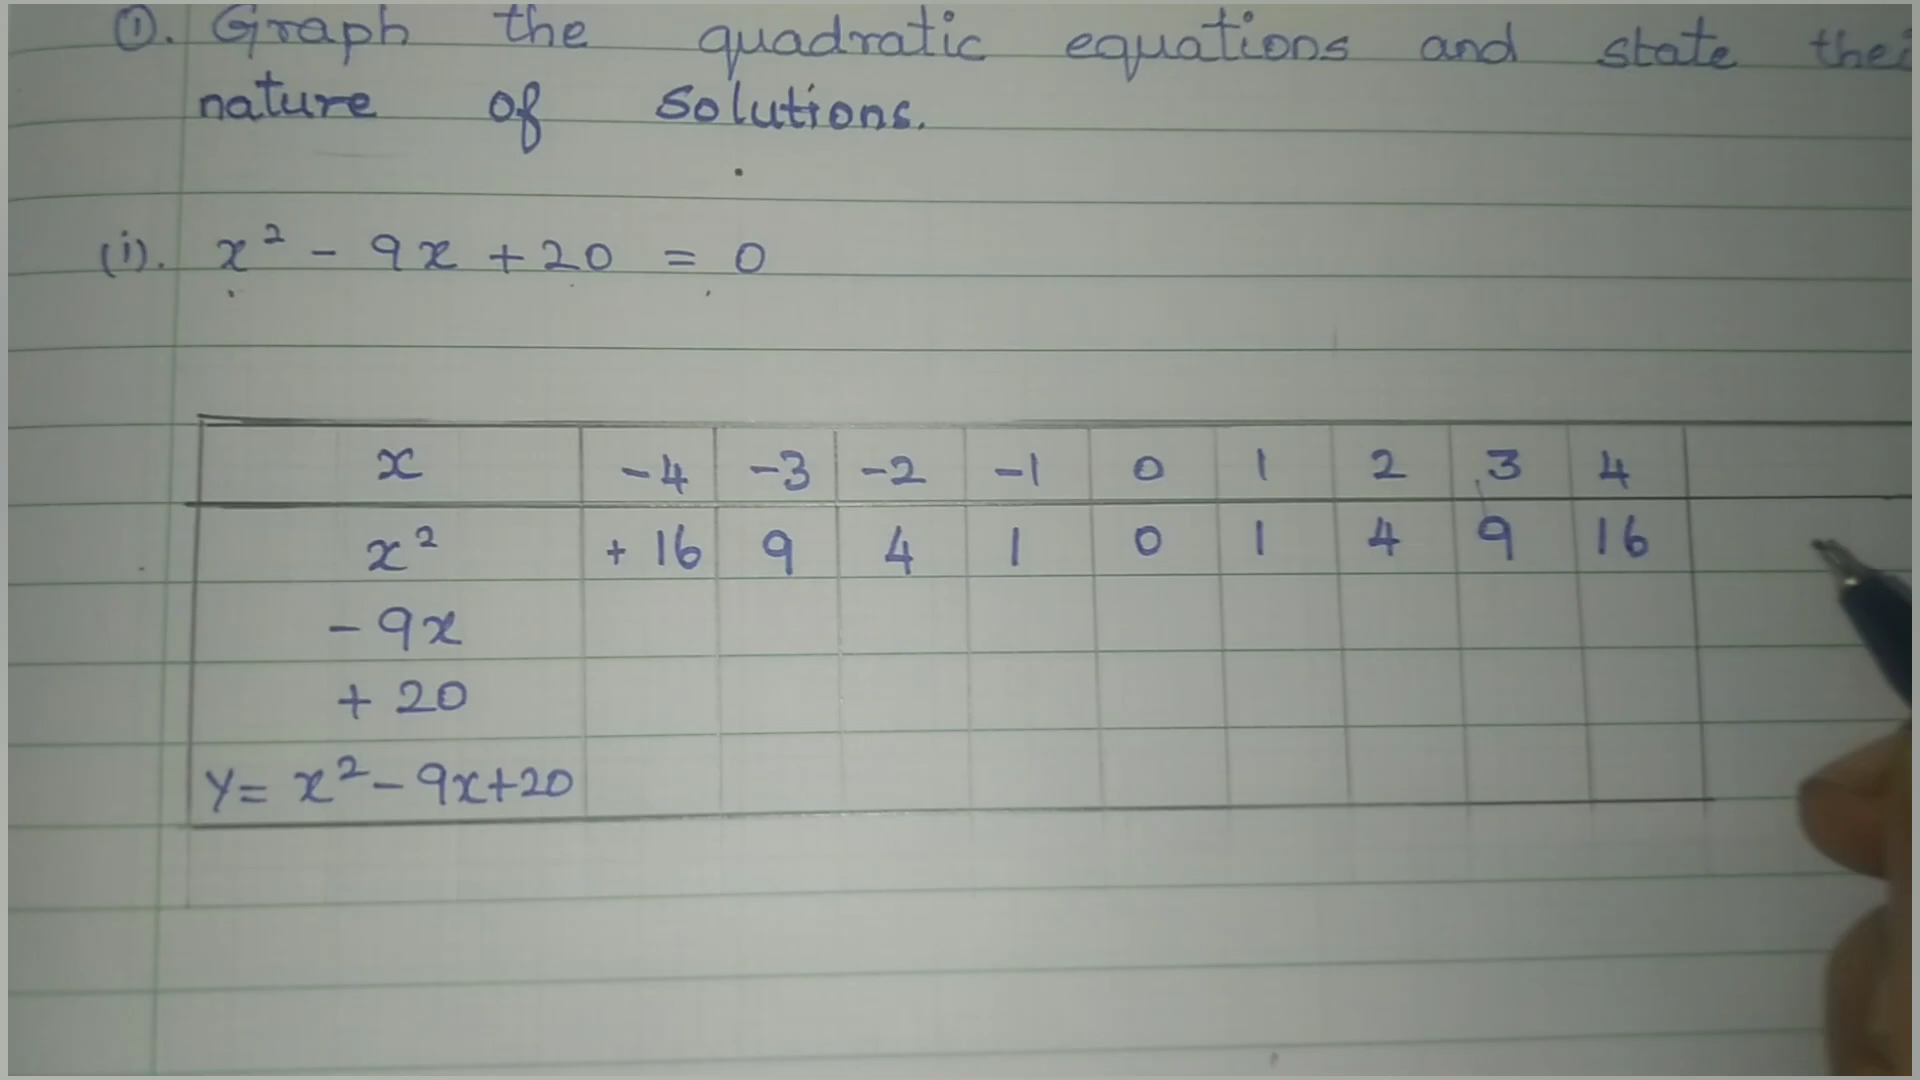 ①. Graph the quadratic equations and state
nature of solutions.
(i). x² - 9x + 20 = 0
x -4 -3 -2 -1 0 1 2 3 4
x² + 16 9 4 1 0 1 4 9 16
- 9x
+ 20
Y = x² - 9x + 20